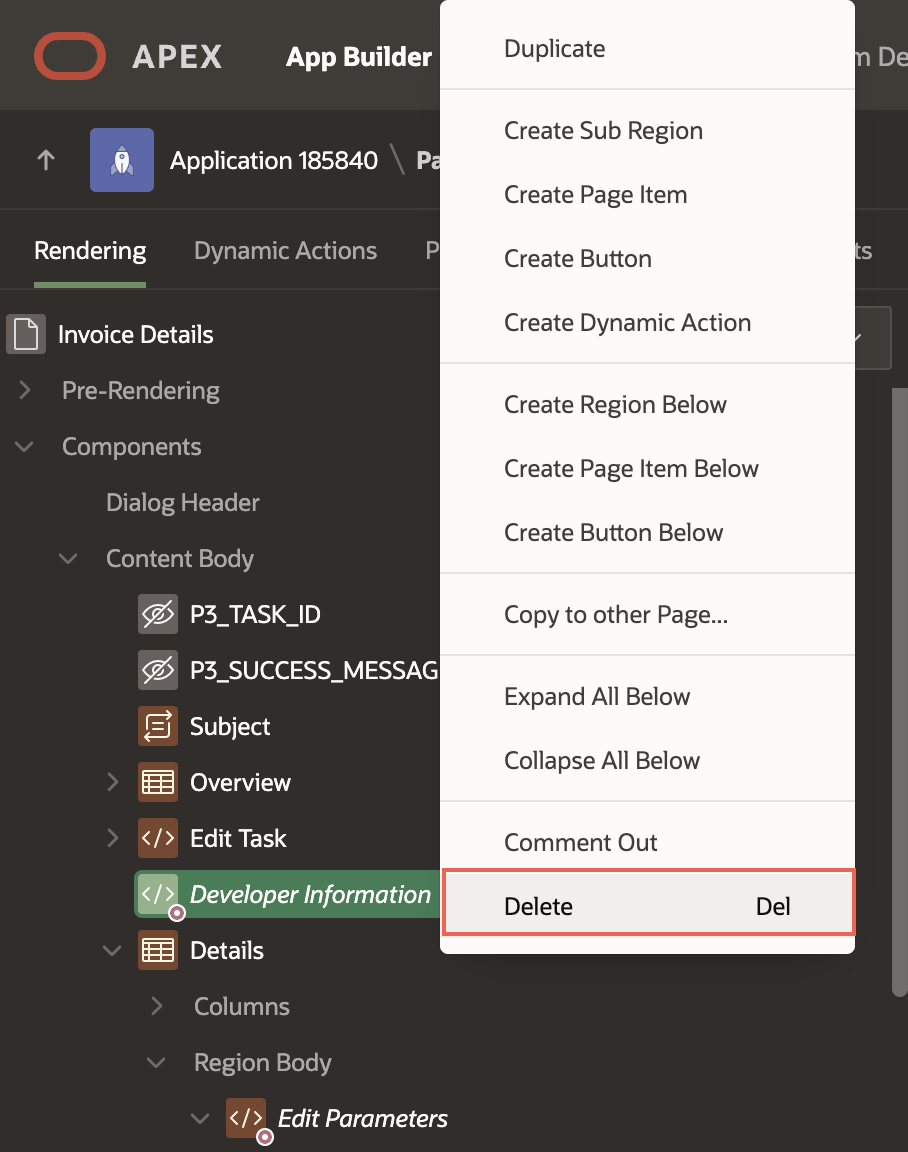 APEX
App Builder
Application 185840 \
Rendering
Dynamic Actions
Invoice Details
Pre-Rendering
Components
Dialog Header
Content Body
P3_TASK_ID
P3_SUCCESS_MESSAG
Subject
Overview
Edit Task
Developer Information
Details
Columns
Region Body
Edit Parameters
Duplicate
Create Sub Region
Create Page Item
Create Button
Create Dynamic Action
Create Region Below
Create Page Item Below
Create Button Below
Copy to other Page...
Expand All Below
Collapse All Below
Comment Out
Delete Del